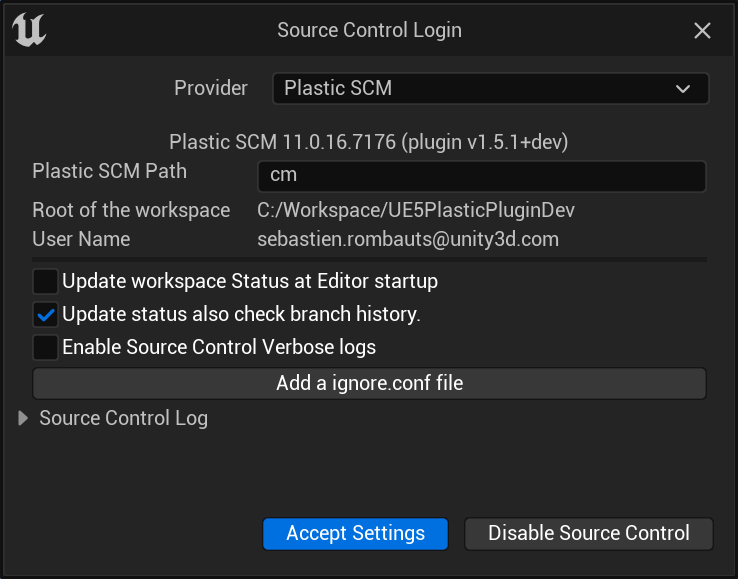 Source Control Login
Provider Plastic SCM
Plastic SCM 11.0.16.7176 (plugin v1.5.1+dev)
Plastic SCM Path cm
Root of the workspace C:/Workspace/UE5PlasticPluginDev
User Name sebastien.rombauts@unity3d.com
Update workspace Status at Editor startup
Update status also check branch history.
Enable Source Control Verbose logs
Add a ignore.conf file
Source Control Log
Accept Settings Disable Source Control